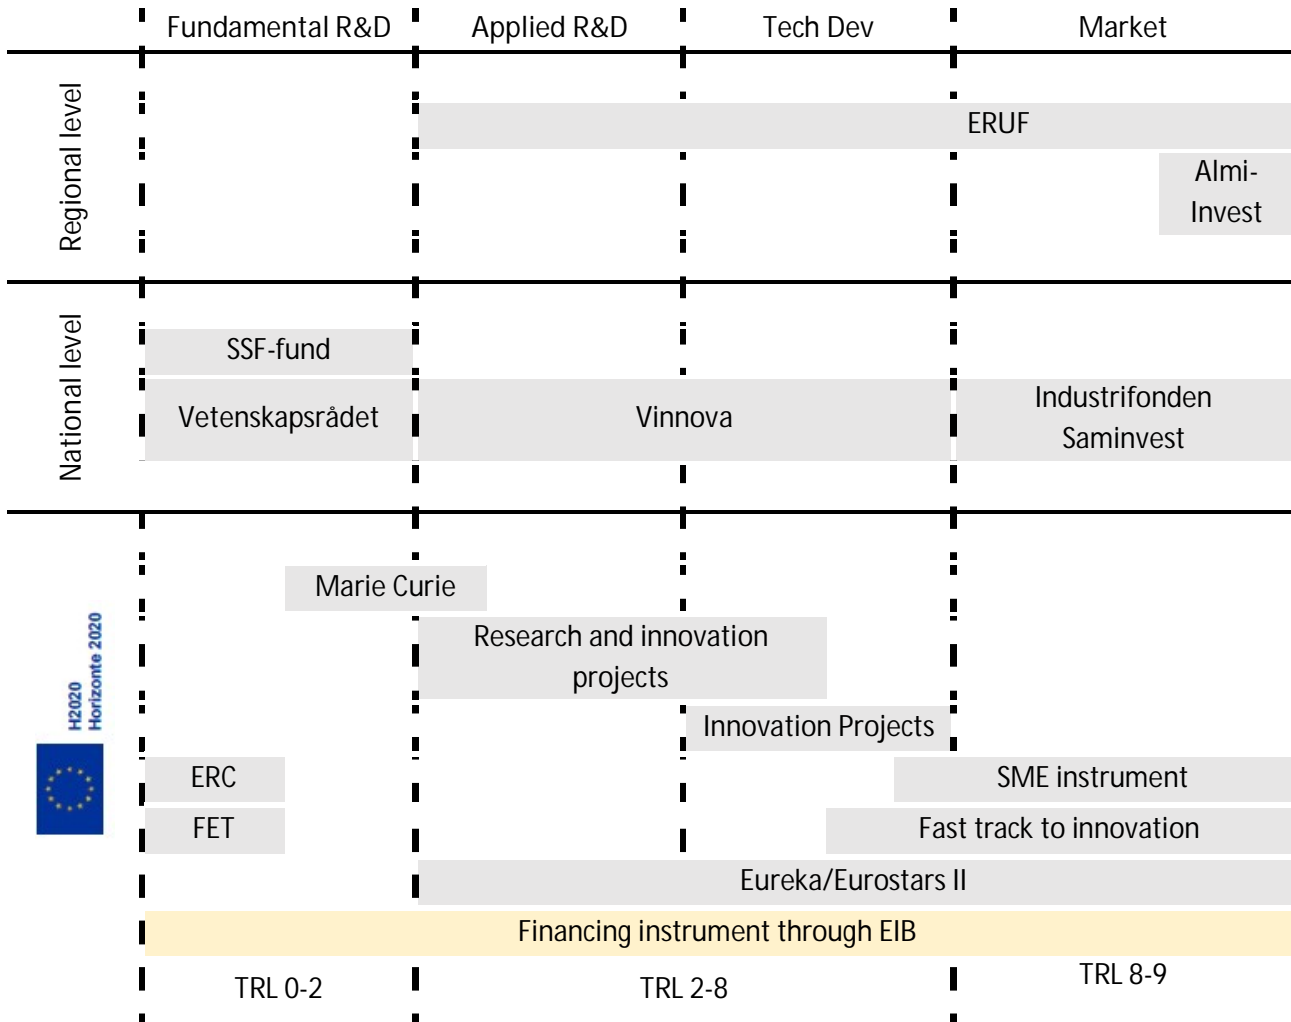 Fundamental R&D
Applied R&D
Tech Dev
Market
Regional level
ERUF
Almi-
Invest
National level
SSF-fund
Vetenskapsrådet
Vinnova
Industrifonden
Saminvest
H2020
Horizonte 2020
Marie Curie
Research and innovation
projects
Innovation Projects
ERC
SME instrument
FET
Fast track to innovation
Eureka/Eurostars II
Financing instrument through EIB
TRL 0-2
TRL 2-8
TRL 8-9